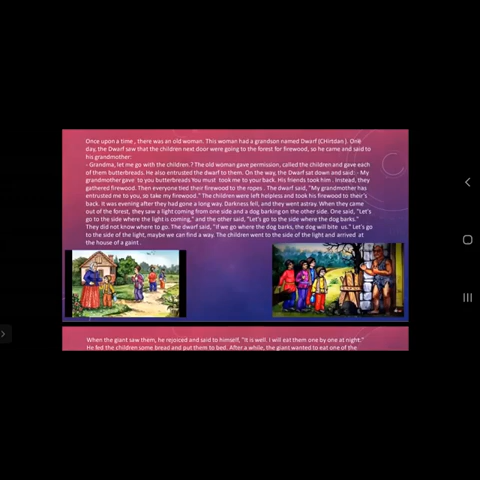 Once upon a time , there was an old woman. This woman had a grandson named Dwarf (CHirtdan ). One
day, the Dwarf saw that the children next door were going to the forest for firewood, so he came and said to
his grandmother:
- Grandma, let me go with the children.? The old woman gave permission, called the children and gave each
of them butterbreads. He also entrusted the dwarf to them. On the way, the Dwarf sat down and said: - My
grandmother gave to you butterbreads You must took me to your back. His friends took him . Instead, they
gathered firewood. Then everyone tied their firewood to the ropes . The dwarf said, "My grandmother has
entrusted me to you, so take my firewood." The children were left helpless and took his firewood to their's
back. It was evening after they had gone a long way. Darkness fell, and they went astray. When they came
out of the forest, they saw a light coming from one side and a dog barking on the other side. One said, "Let's
go to the side where the light is coming," and the other said, "Let's go to the side where the dog barks."
They did not know where to go. The dwarf said, "If we go where the dog barks, the dog will bite us." Let's go
to the side of the light, maybe we can find a way. The children went to the side of the light and arrived at
the house of a gaint .
When the giant saw them, he rejoiced and said to himself, "It is well. I will eat them one by one at night."
He fed the children some bread and put them to bed. After a while, the giant wanted to eat one of the